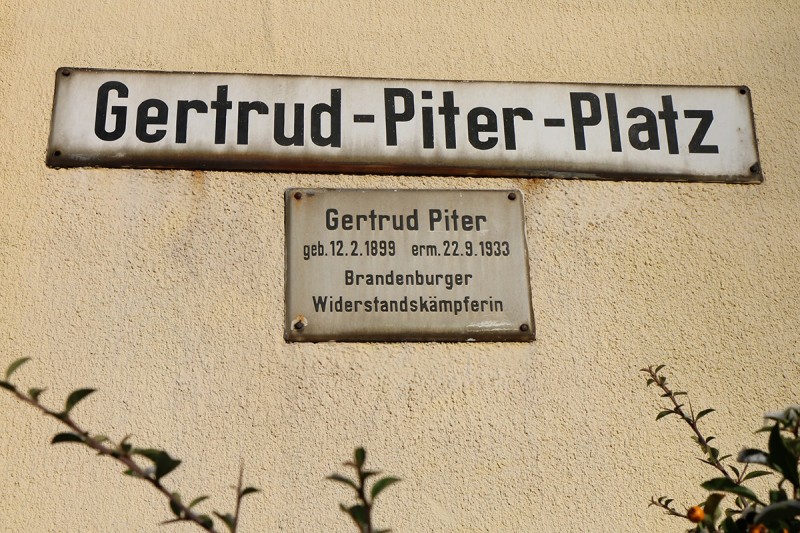 Gertrud-Piter-Platz
Gertrud Piter
geb. 12.2.1899 erm. 22.9.1933
Brandenburger
Widerstandskämpferin